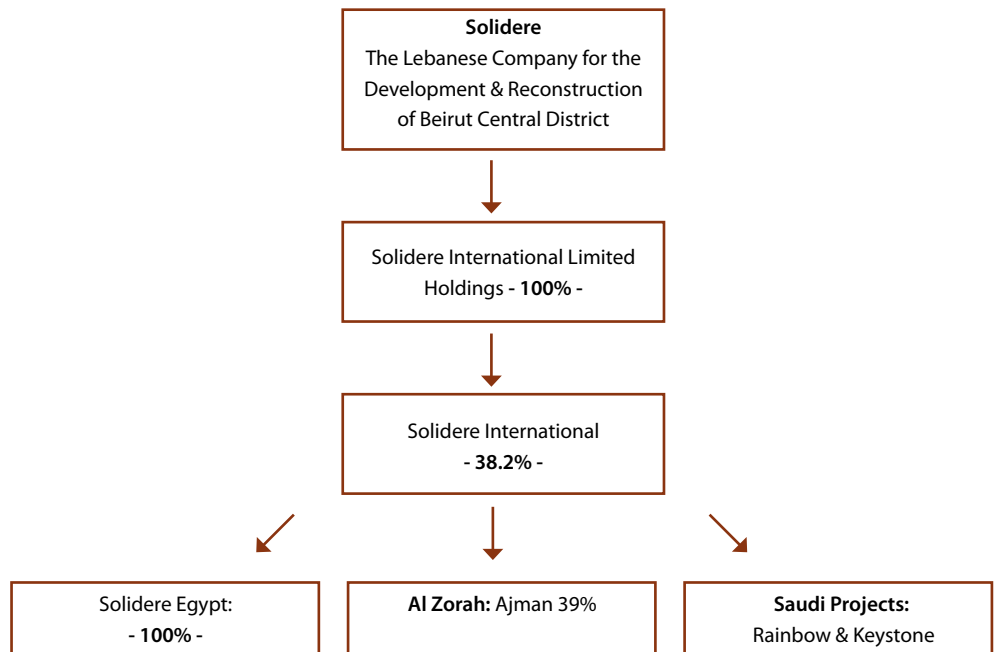 Solidere
The Lebanese Company for the
Development & Reconstruction
of Beirut Central District
Solidere International Limited
Holdings - 100% -
Solidere International
- 38.2% -
Solidere Egypt:
- 100% -
Al Zorah: Ajman 39%
Saudi Projects:
Rainbow & Keystone